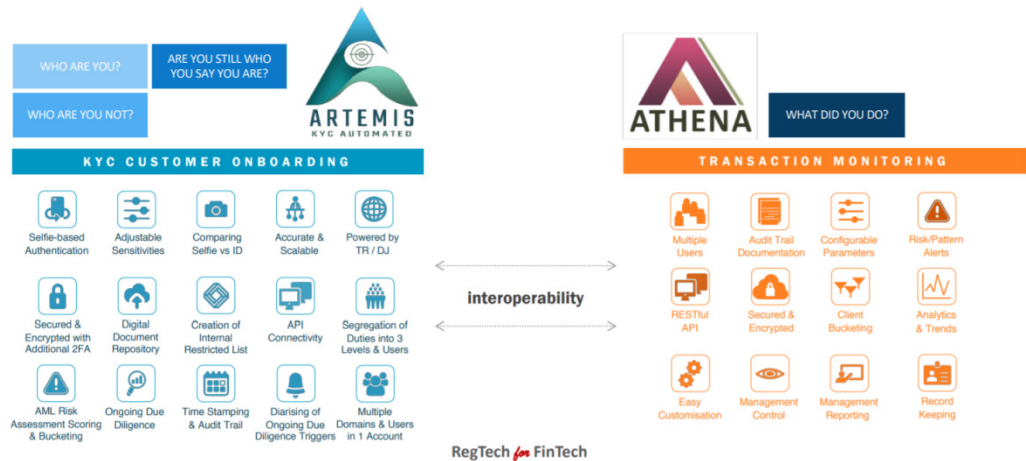 WHO ARE YOU?
ARE YOU STILL WHO
YOU SAY YOU ARE?
WHO ARE YOU NOT?
ARTEMIS
KYC AUTOMATED
ATHENA
WHAT DID YOU DO?
KYC CUSTOMER ONBOARDING
Selfie-based
Authentication
Adjustable
Sensitivities
Comparing
Selfie vs ID
Accurate &
Scalable
Powered by
TR / DJ
Secured &
Encrypted with
Additional 2FA
Digital
Document
Repository
Creation of
Internal
Restricted List
API
Connectivity
Segregation of
Duties into 3
Levels & Users
AML Risk
Assessment Scoring
& Bucketing
Ongoing Due
Diligence
Time Stamping
& Audit Trail
Diarising of
Ongoing Due
Diligence Triggers
Multiple
Domains & Users
in 1 Account
interoperability
TRANSACTION MONITORING
Multiple
Users
Audit Trail
Documentation
Configurable
Parameters
Risk/Pattern
Alerts
RESTful
API
Secured &
Encrypted
Client
Bucketing
Analytics
& Trends
Easy
Customisation
Management
Control
Management
Reporting
Record
Keeping
RegTech for FinTech